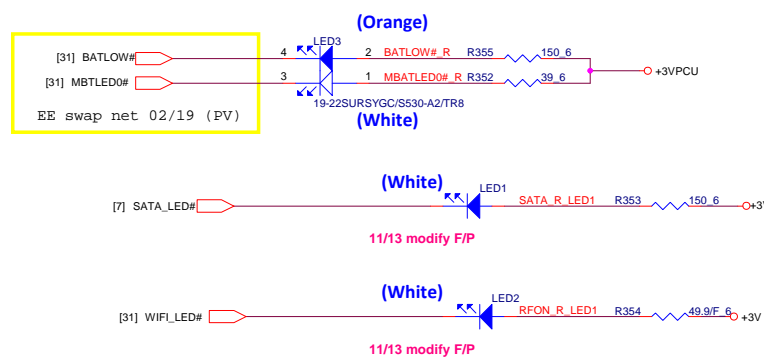 (Orange)
LED3
[31] BATLOW# 4 2 BATLOW#_R R355 150_6
[31] MBTLED0# 3 1 MBATLED0#_R R352 39_6 +3VPCU
19-22SURSYGC/S530-A2/TR8
EE swap net 02/19 (PV) (White)
(White)
LED1
[7] SATA_LED# SATA_R_LED1 R353 150_6 +3V
11/13 modify F/P
(White)
LED2
[31] WIFI_LED# RFON_R_LED1 R354 49.9/F_6 +3V
11/13 modify F/P